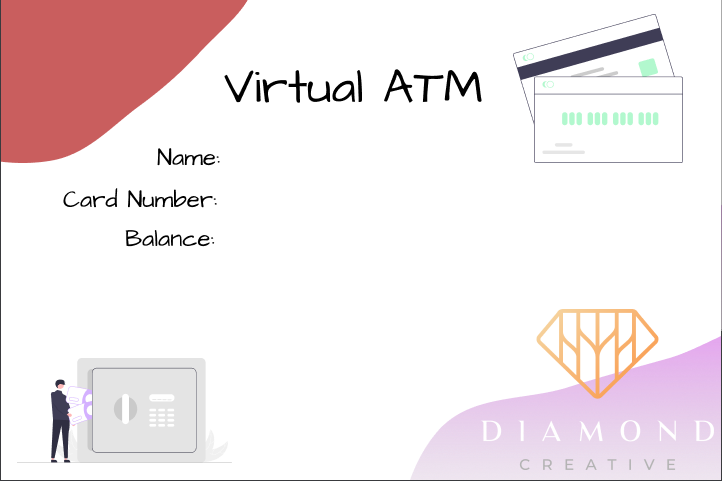 Virtual ATM
Name:
Card Number:
Balance:
DIAMOND
CREATIVE